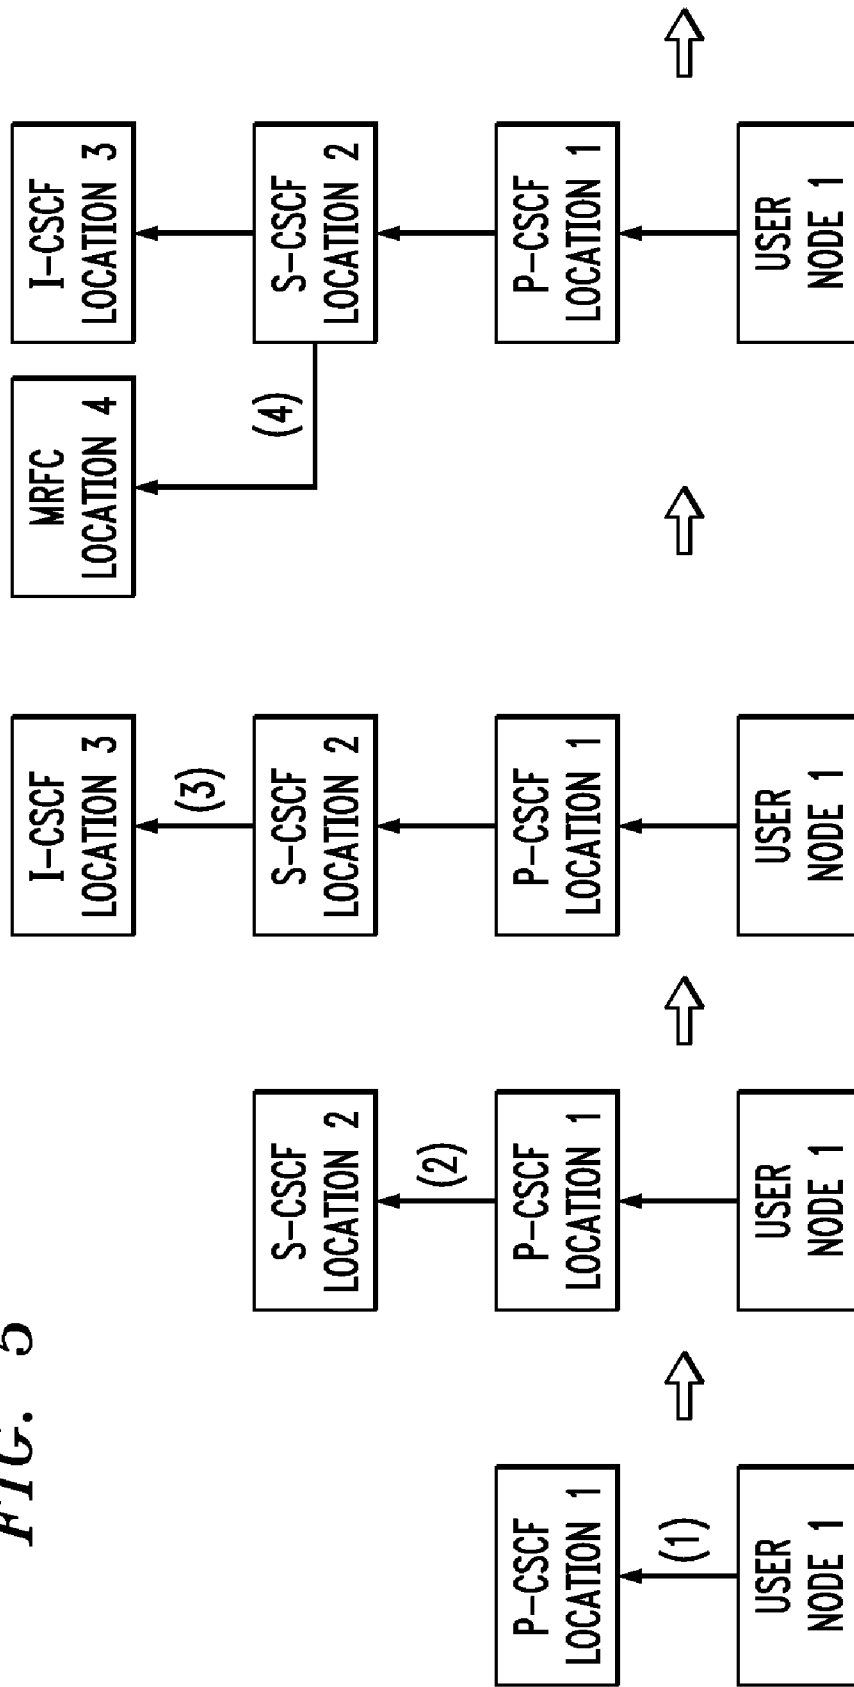 FIG. 5
P-CSCF
LOCATION 1
(1)
USER
NODE 1
S-CSCF
LOCATION 2
(2)
P-CSCF
LOCATION 1
USER
NODE 1
I-CSCF
LOCATION 3
(3)
S-CSCF
LOCATION 2
P-CSCF
LOCATION 1
USER
NODE 1
MRFC
LOCATION 4
(4)
I-CSCF
LOCATION 3
S-CSCF
LOCATION 2
P-CSCF
LOCATION 1
USER
NODE 1